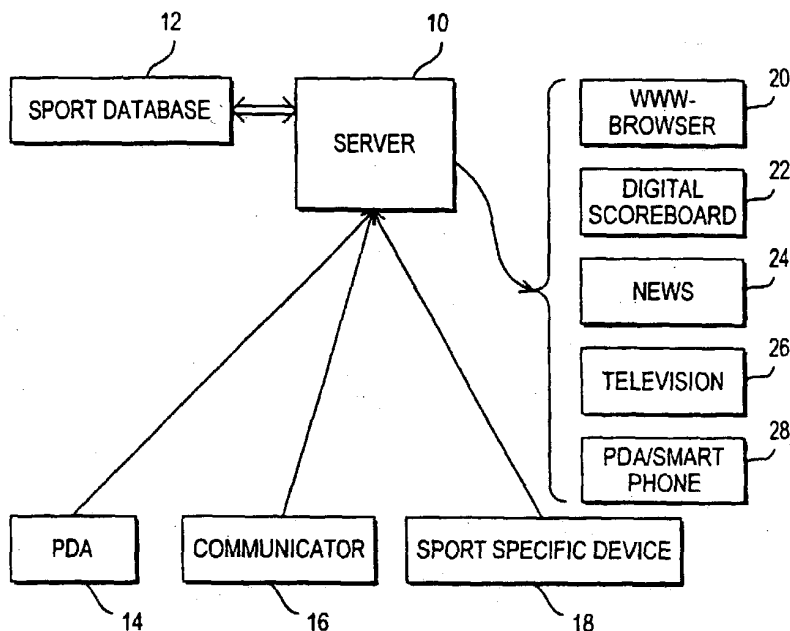 12
10
SPORT DATABASE
SERVER
20
WWW-
BROWSER
22
DIGITAL
SCOREBOARD
24
NEWS
26
TELEVISION
28
PDA/SMART
PHONE
PDA
COMMUNICATOR
SPORT SPECIFIC DEVICE
14
16
18